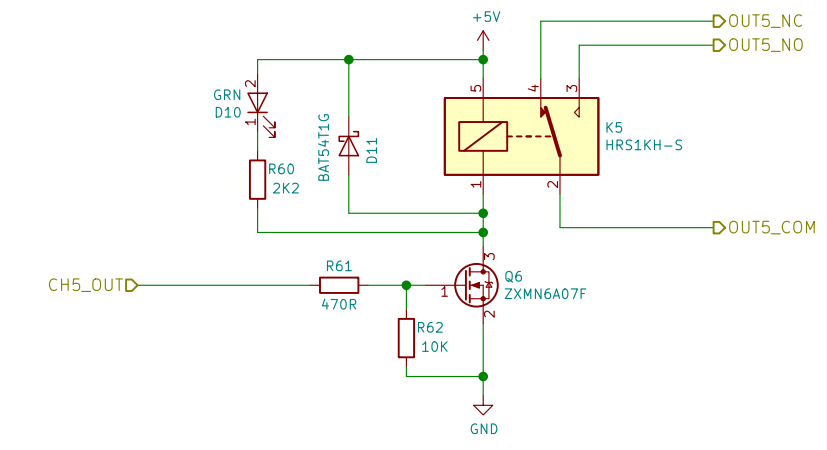 +5V
OUT5_NC
OUT5_NO
5
4
3
2
GRN
D10
1
BAT54T1G
D11
K5
HRS1KH-S
R60
2K2
1
2
OUT5_COM
3
R61
Q6
CH5_OUT
470R
1
ZXMN6A07F
2
R62
10K
GND